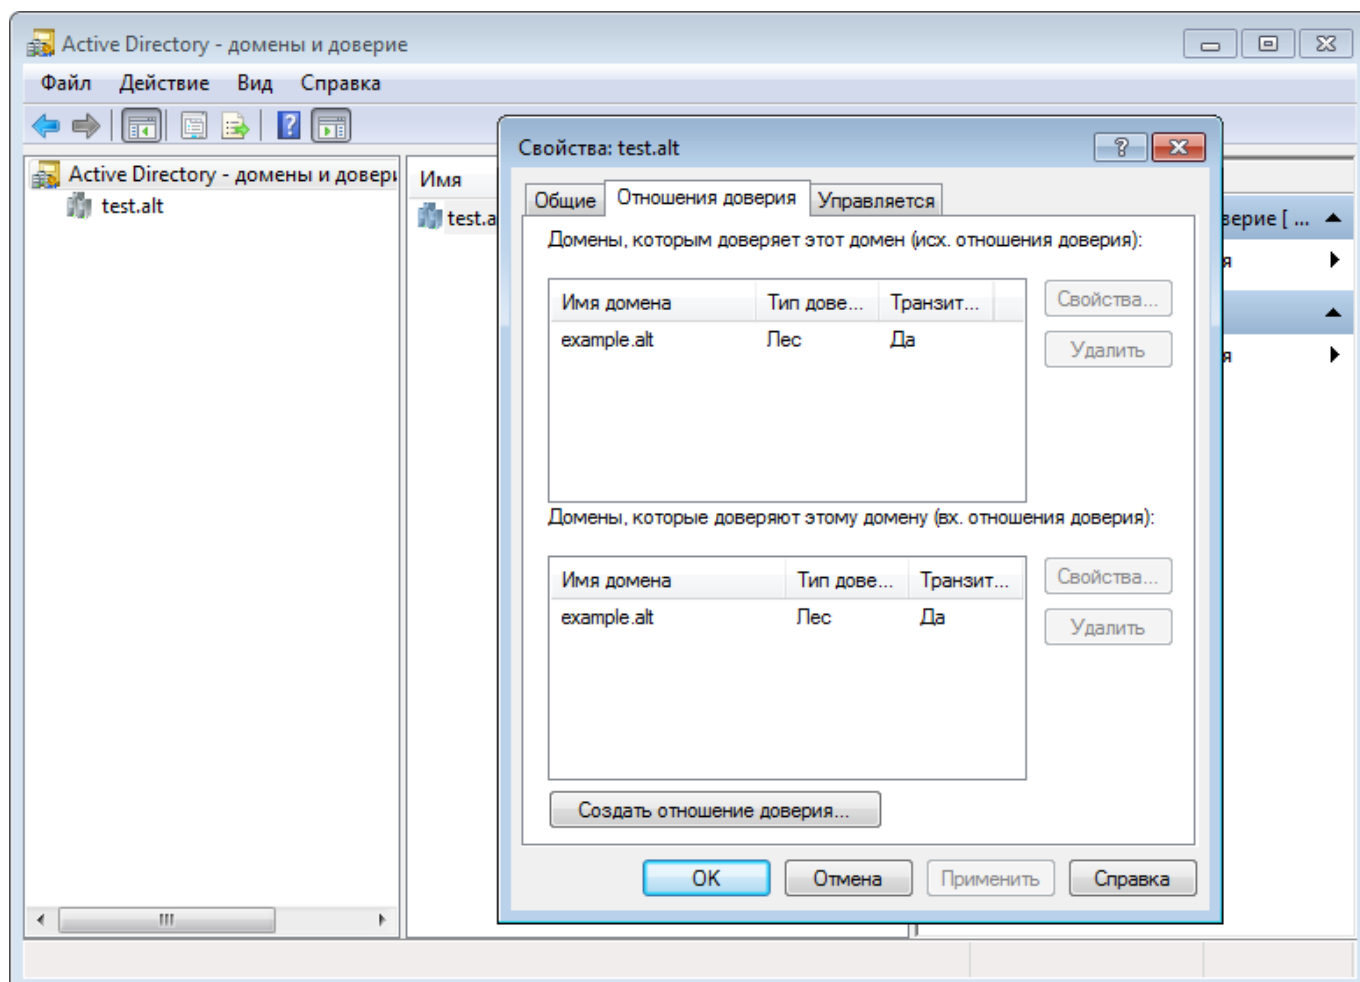 Active Directory - домены и доверие
Файл Действие Вид Справка
Active Directory - домены и довери
test.alt
Имя
test.a
верие [ ...
я
я
Свойства: test.alt
Общие Отношения доверия Управляется
Домены, которым доверяет этот домен (исх. отношения доверия):
Имя домена Тип дове... Транзит...
example.alt Лес Да
Свойства...
Удалить
Домены, которые доверяют этому домену (вх. отношения доверия):
Имя домена Тип дове... Транзит...
example.alt Лес Да
Свойства...
Удалить
Создать отношение доверия...
OK Отмена Применить Справка